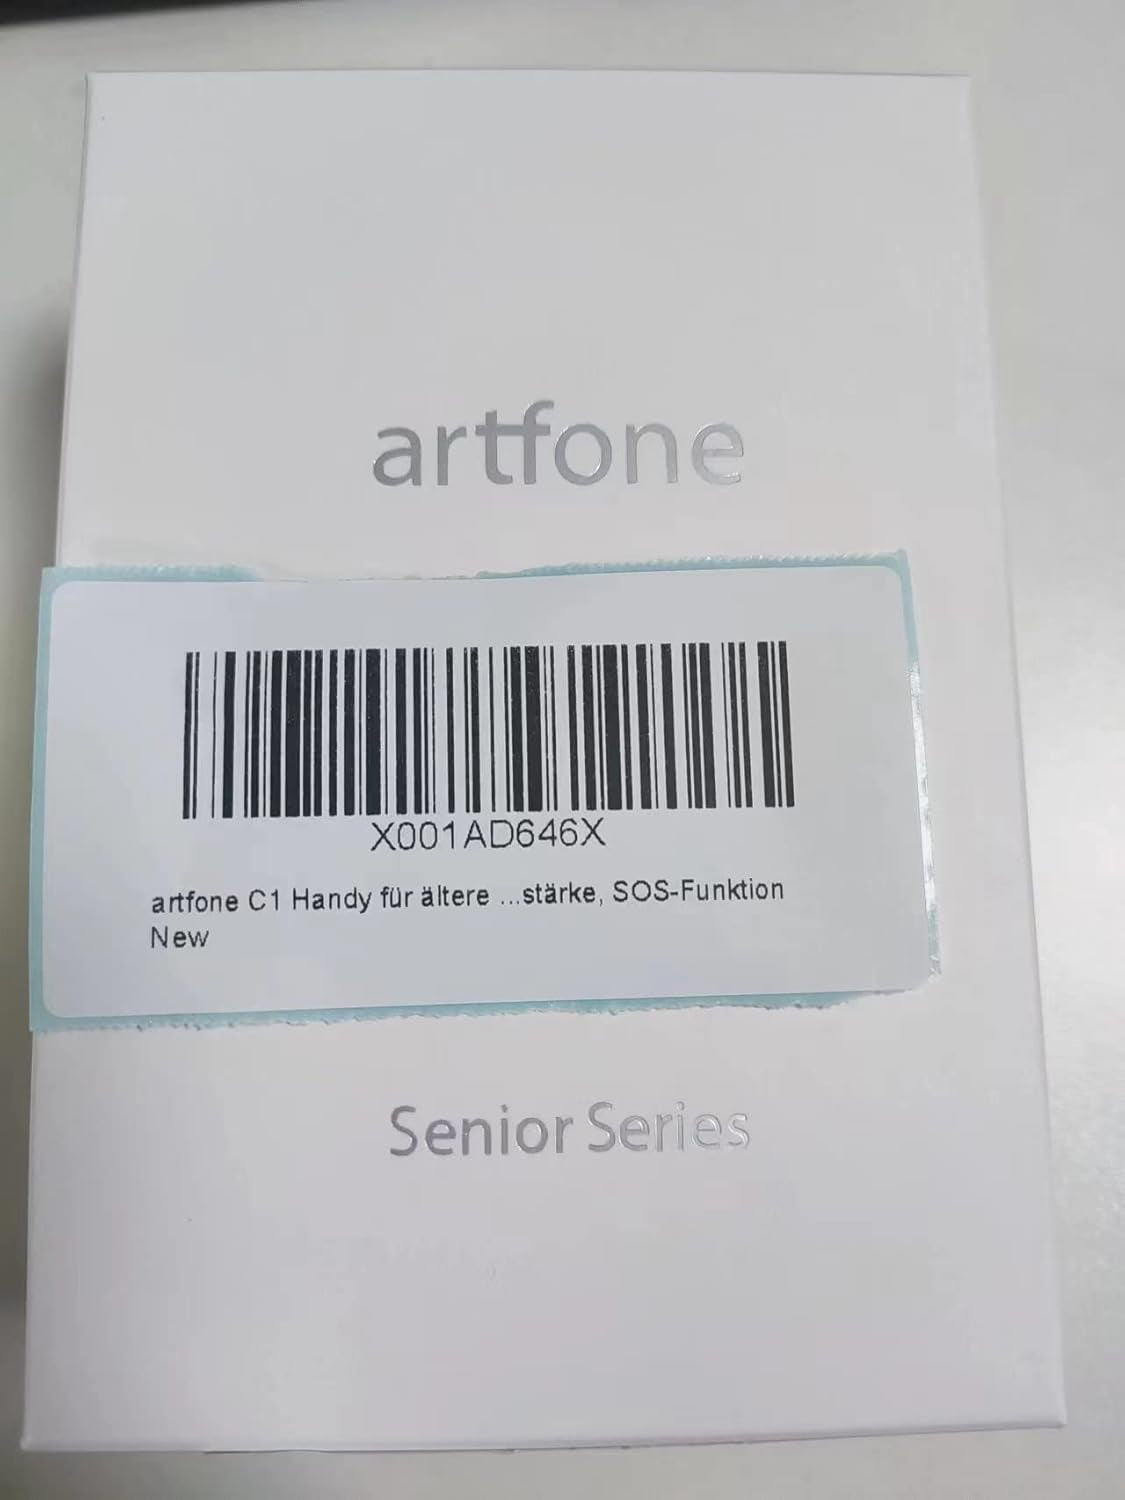 artfone
X001AD646X
artfone C1 Handy für ältere ...stärke, SOS-Funktion
New
Senior Series